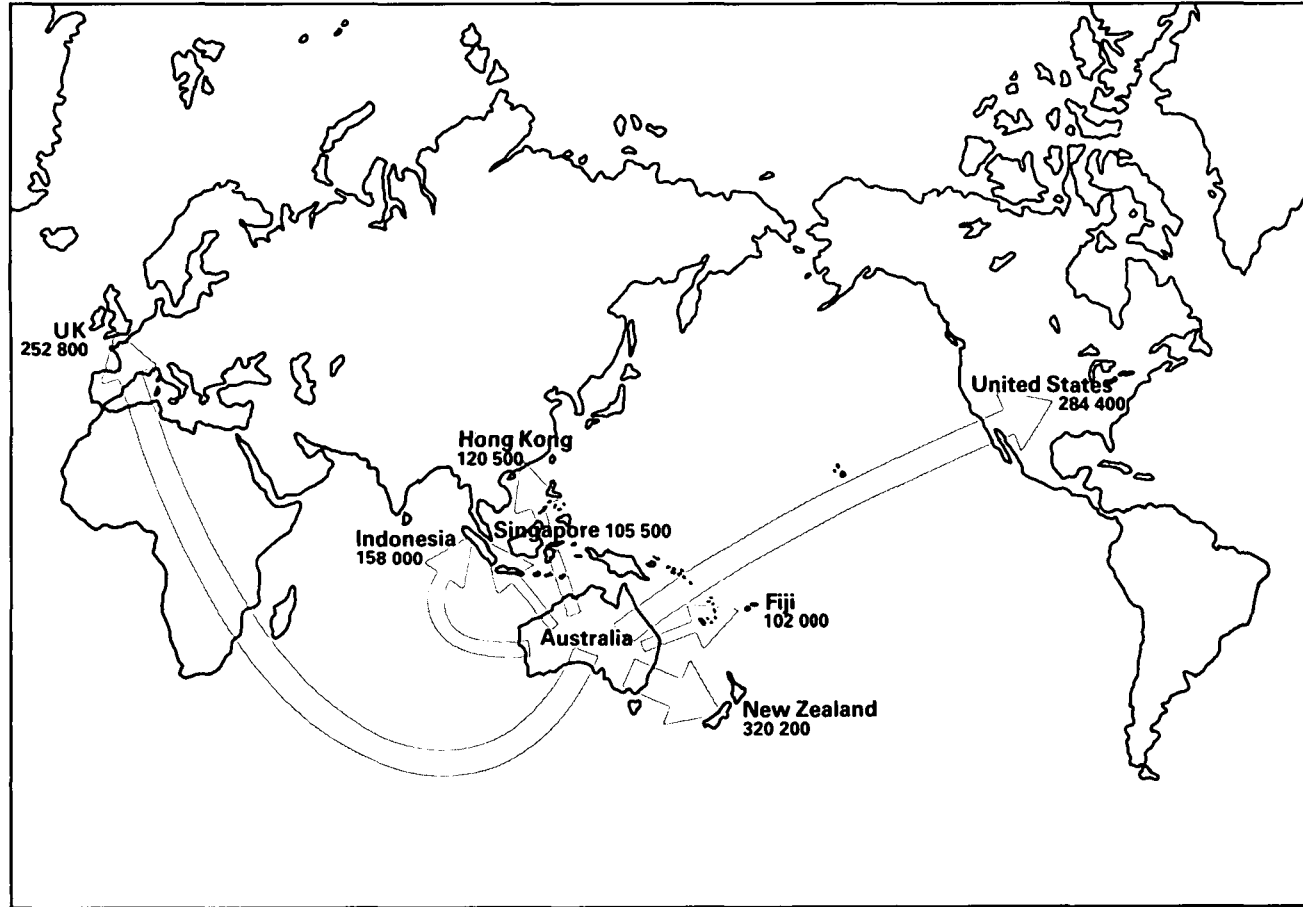 UK
252 800
United States
284 400
Hong Kong
120 500
Singapore 105 500
Indonesia
158 000
Fiji
102 000
Australia
New Zealand
320 200